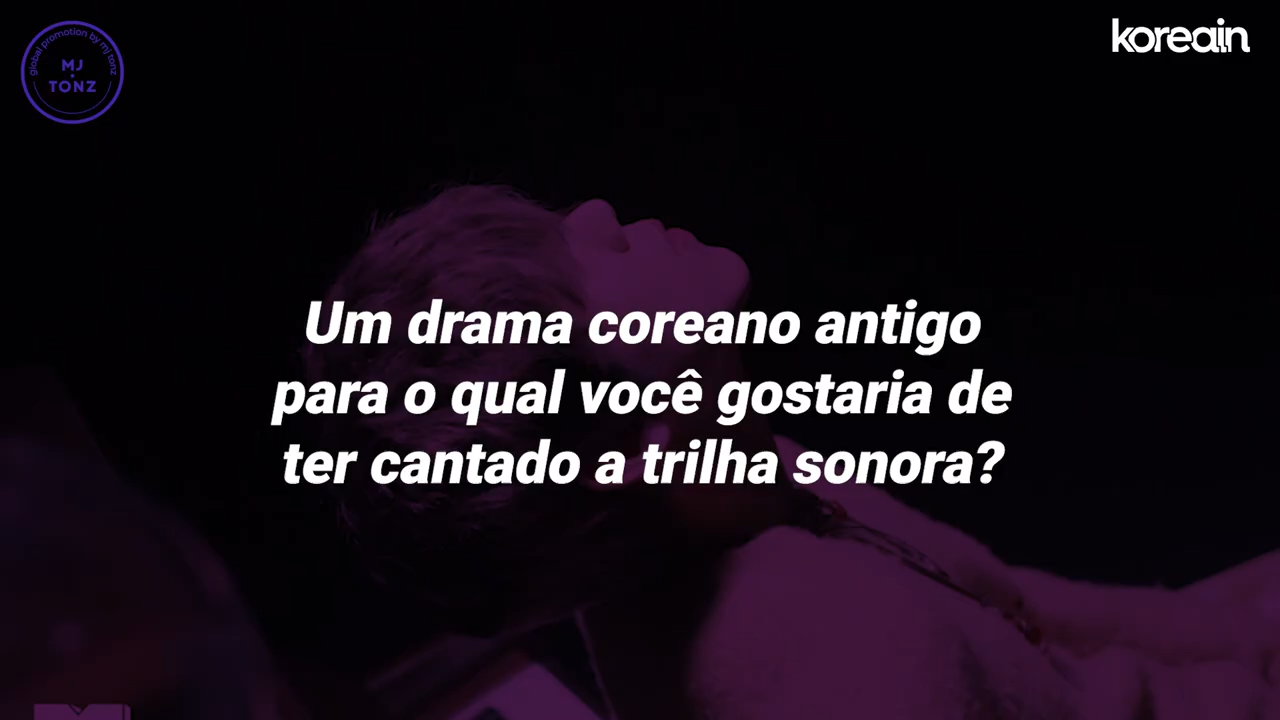 global promotion by mj tonz
MJ
TONZ
koreain
Um drama coreano antigo
para o qual você gostaria de
ter cantado a trilha sonora?